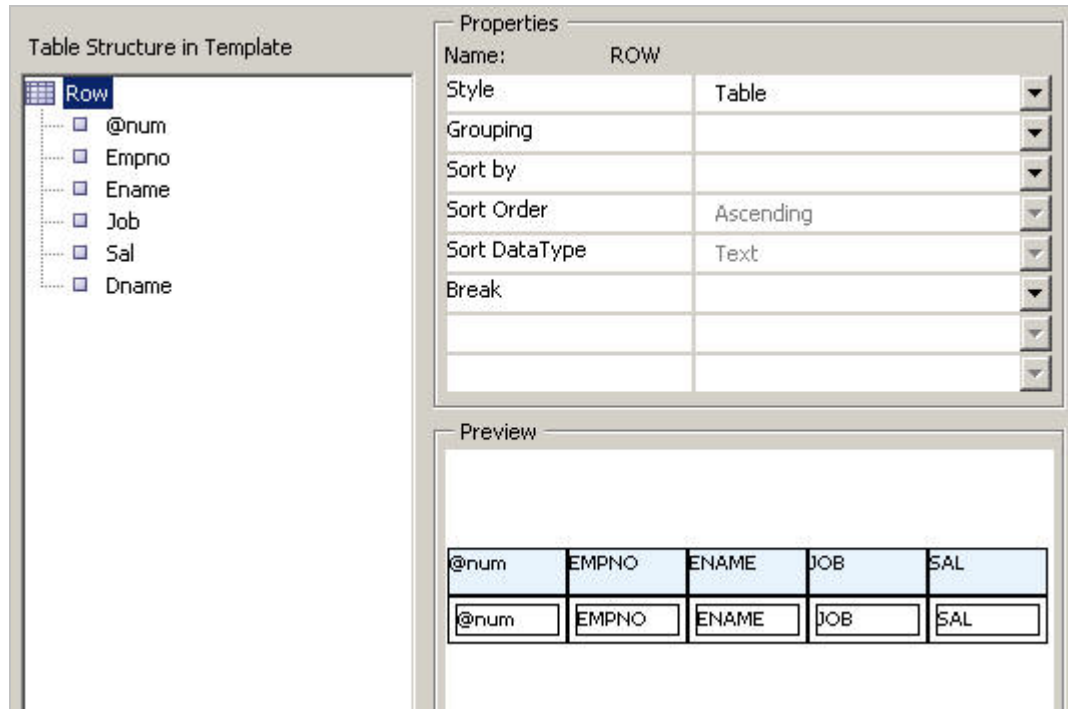 Table Structure in Template
Row
@num
Empno
Ename
Job
Sal
Dname
Properties
Name: ROW
Style Table
Grouping
Sort by
Sort Order Ascending
Sort DataType Text
Break
Preview
@num EMPNO ENAME JOB SAL
@num EMPNO ENAME JOB SAL